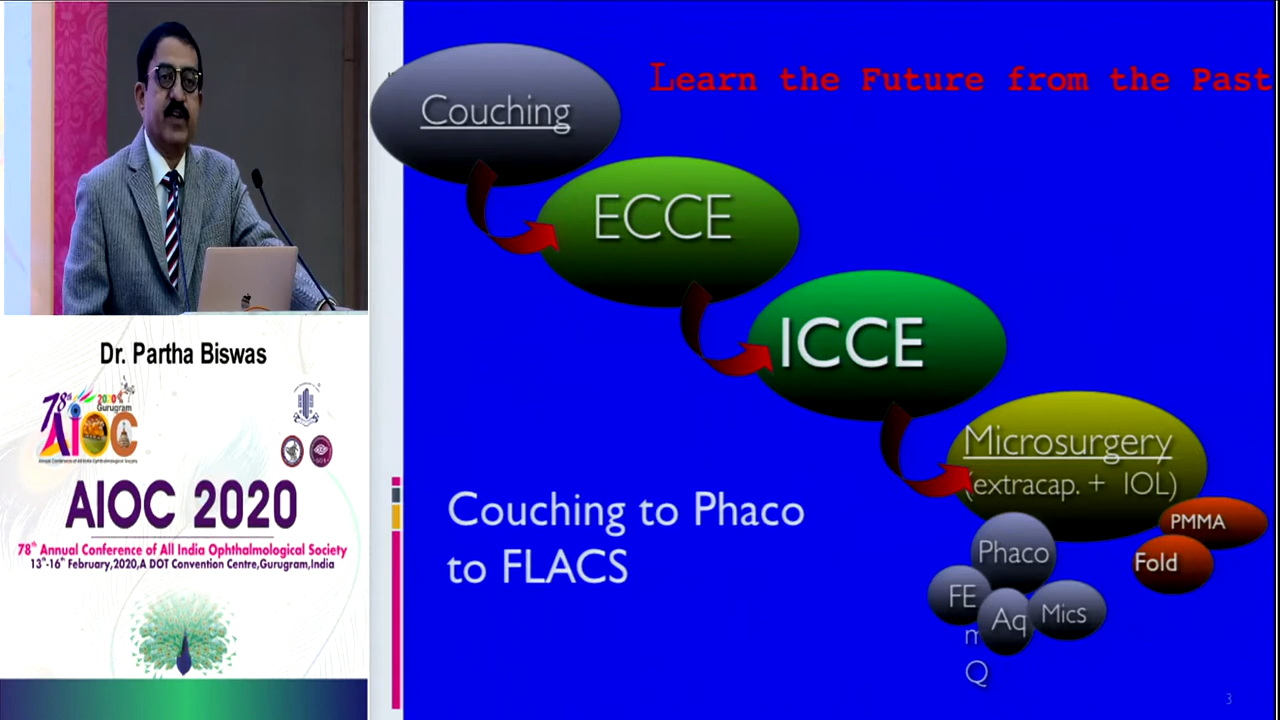 Learn the Future from the Past
Couching
ECCE
ICCE
Microsurgery
(extracap. + IOL)
PMMA
Fold
Phaco
FE
m
Q
Aq
Mics
Couching to Phaco
to FLACS
3
Dr. Partha Biswas
78th
2020
Gurugram
AIOC
AIOC 2020
78th Annual Conference of All India Ophthalmological Society
13th-16th February,2020,A DOT Convention Centre,Gurugram,India